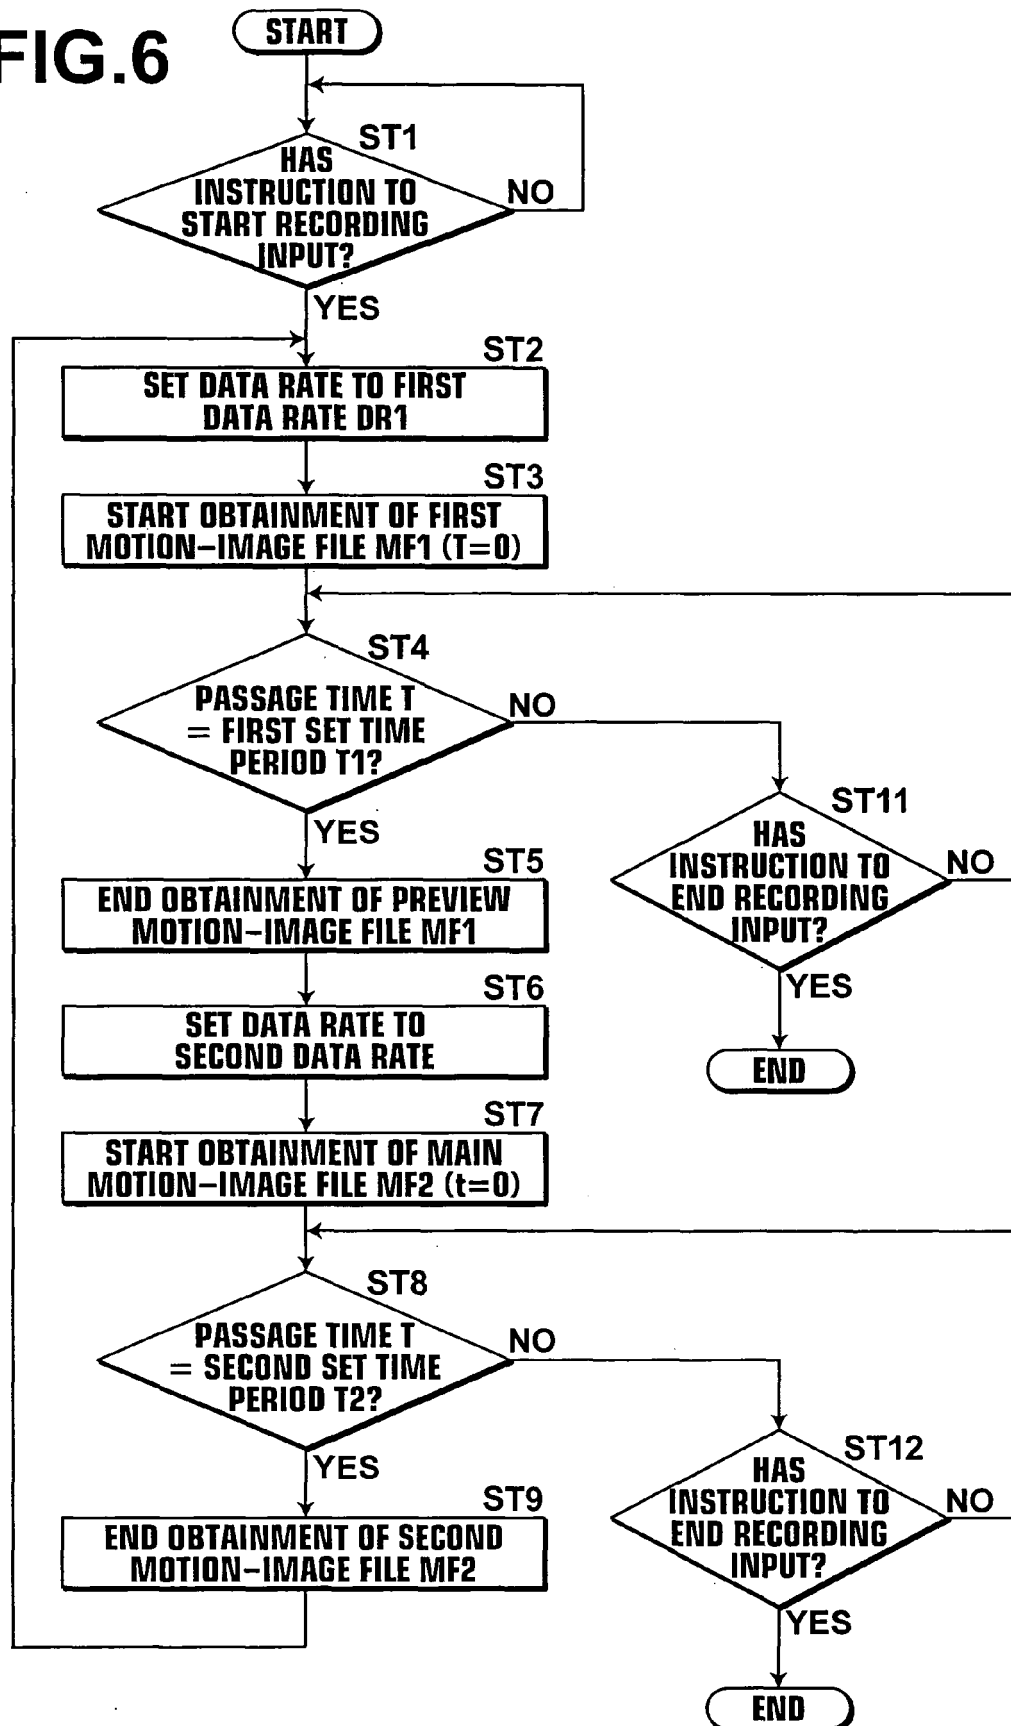 FIG.6
START
ST1
HAS
INSTRUCTION TO
START RECORDING
INPUT?
NO
YES
ST2
SET DATA RATE TO FIRST
DATA RATE DR1
ST3
START OBTAINMENT OF FIRST
MOTION-IMAGE FILE MF1 (T=0)
ST4
PASSAGE TIME T
= FIRST SET TIME
PERIOD T1?
NO
YES
ST11
HAS
INSTRUCTION TO
END RECORDING
INPUT?
NO
YES
END
ST5
END OBTAINMENT OF PREVIEW
MOTION-IMAGE FILE MF1
ST6
SET DATA RATE TO
SECOND DATA RATE
ST7
START OBTAINMENT OF MAIN
MOTION-IMAGE FILE MF2 (t=0)
ST8
PASSAGE TIME T
= SECOND SET TIME
PERIOD T2?
NO
YES
ST12
HAS
INSTRUCTION TO
END RECORDING
INPUT?
NO
YES
END
ST9
END OBTAINMENT OF SECOND
MOTION-IMAGE FILE MF2